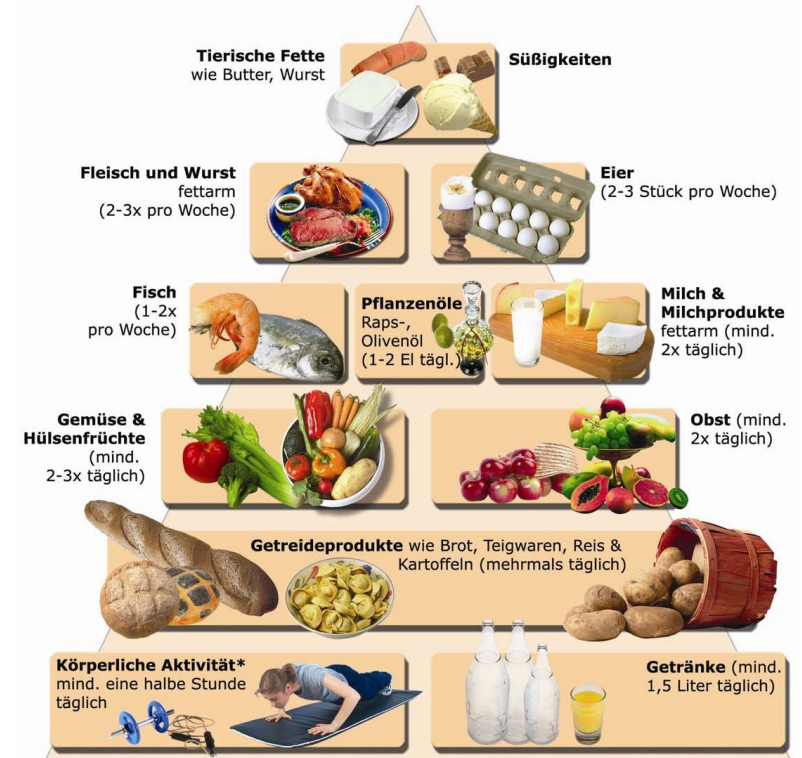 Tierische Fette
wie Butter, Wurst
Süßigkeiten
Fleisch und Wurst
fettarm
(2-3x pro Woche)
Eier
(2-3 Stück pro Woche)
Fisch
(1-2x
pro Woche)
Pflanzenöle
Raps-,
Olivenöl
(1-2 El tägl.)
Milch &
Milchprodukte
fettarm (mind.
2x täglich)
Gemüse &
Hülsenfrüchte
(mind.
2-3x täglich)
Obst (mind.
2x täglich)
Getreideprodukte wie Brot, Teigwaren, Reis &
Kartoffeln (mehrmals täglich)
Körperliche Aktivität*
mind. eine halbe Stunde
täglich
Getränke (mind.
1,5 Liter täglich)